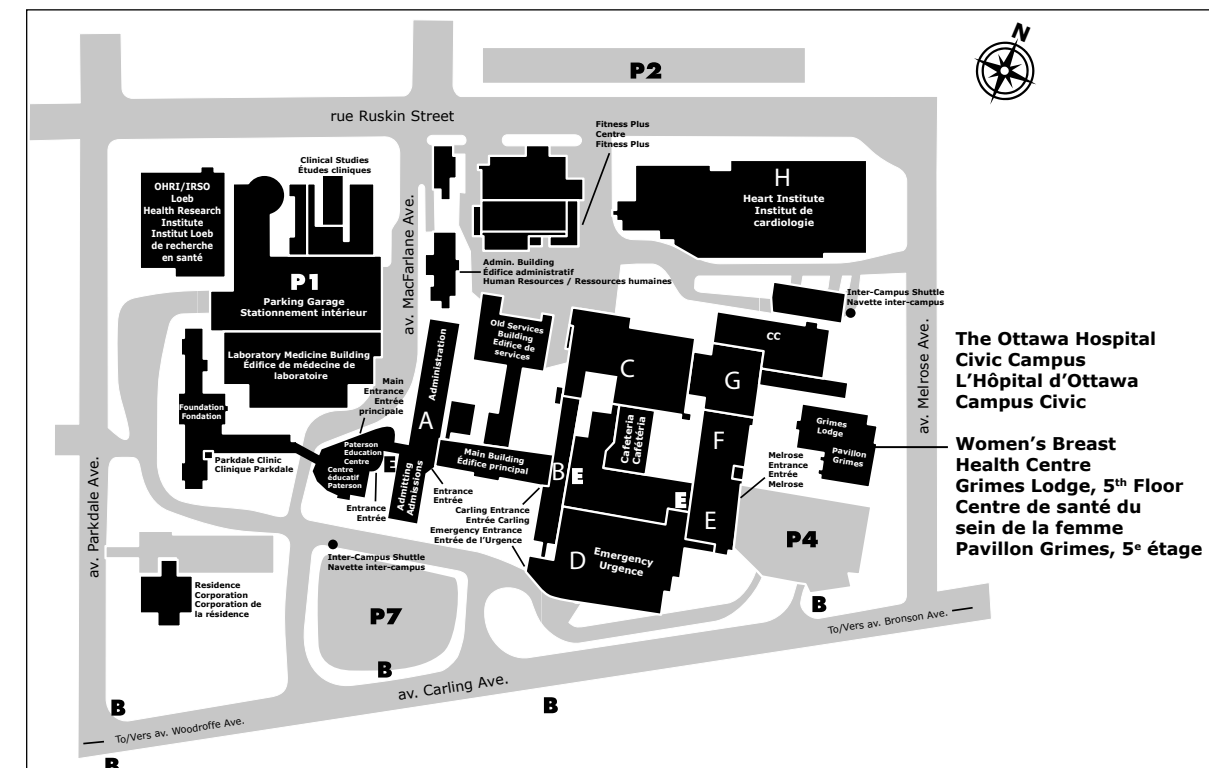 N
P2
rue Ruskin Street
Fitness Plus
Centre
Fitness Plus
Clinical Studies
Études cliniques
OHRI/IRSO
Loeb
Health Research
Institute
Institut Loeb
de recherche
en santé
H
Heart Institute
Institut de
cardiologie
av. MacFarlane Ave.
Admin. Building
Édifice administratif
Human Resources / Ressources humaines
P1
Parking Garage
Stationnement intérieur
Inter-Campus Shuttle
Navette inter-campus
Old Services
Building
Edifice de
services
Administration
A
Admitting
Admissions
Laboratory Medicine Building
Édifice de médecine de
laboratoire
CC
C
G
av. Melrose Ave.
The Ottawa Hospital
Civic Campus
L'Hôpital d'Ottawa
Campus Civic
Main
Entrance
Entrée
principale
Foundation
Fondation
Cafeteria
Cafétéria
F
Grimes
Lodge
Pavillon
Grimes
Women's Breast
Health Centre
Grimes Lodge, 5th Floor
Centre de santé du
sein de la femme
Pavillon Grimes, 5e étage
Paterson
Education
Centre
Centre
éducatif
Paterson
E
Parkdale Clinic
Clinique Parkdale
Main Building
Édifice principal
B
E
Melrose
Entrance
Entrée
Melrose
Entrance
Entrée
Entrance
Entrée
Carling Entrance
Entrée Carling
Emergency Entrance
Entrée de l'Urgence
E
E
P4
av. Parkdale Ave.
Inter-Campus Shuttle
Navette inter-campus
D
Emergency
Urgence
Residence
Corporation
Corporation de
la résidence
P7
B
B
To/Vers av. Bronson Ave.
av. Carling Ave.
B
B
To/Vers av. Woodroffe Ave.
B